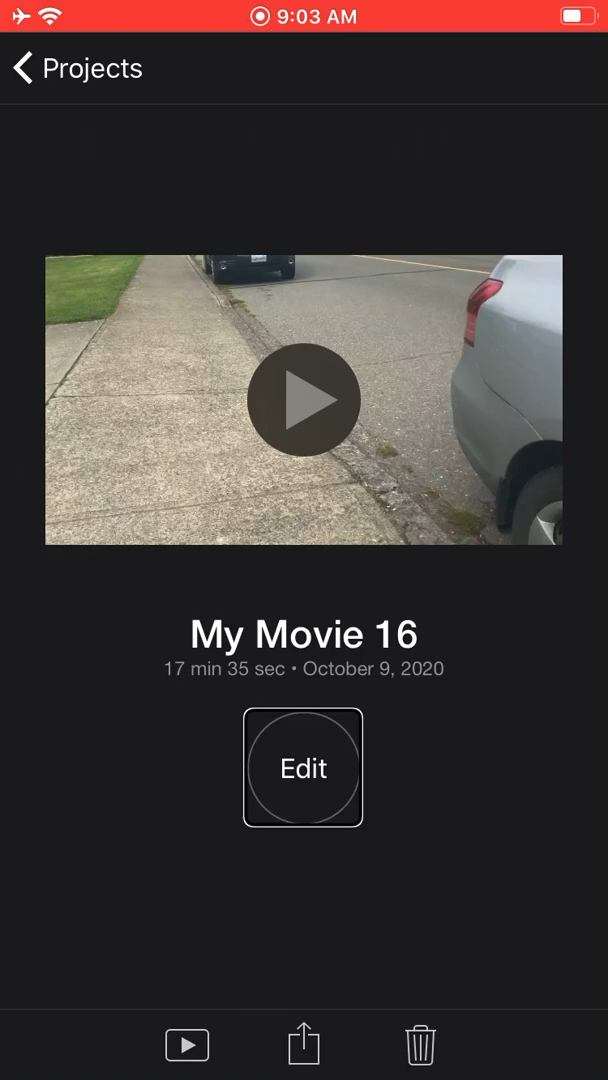 9:03 AM
Projects
My Movie 16
17 min 35 sec • October 9, 2020
Edit